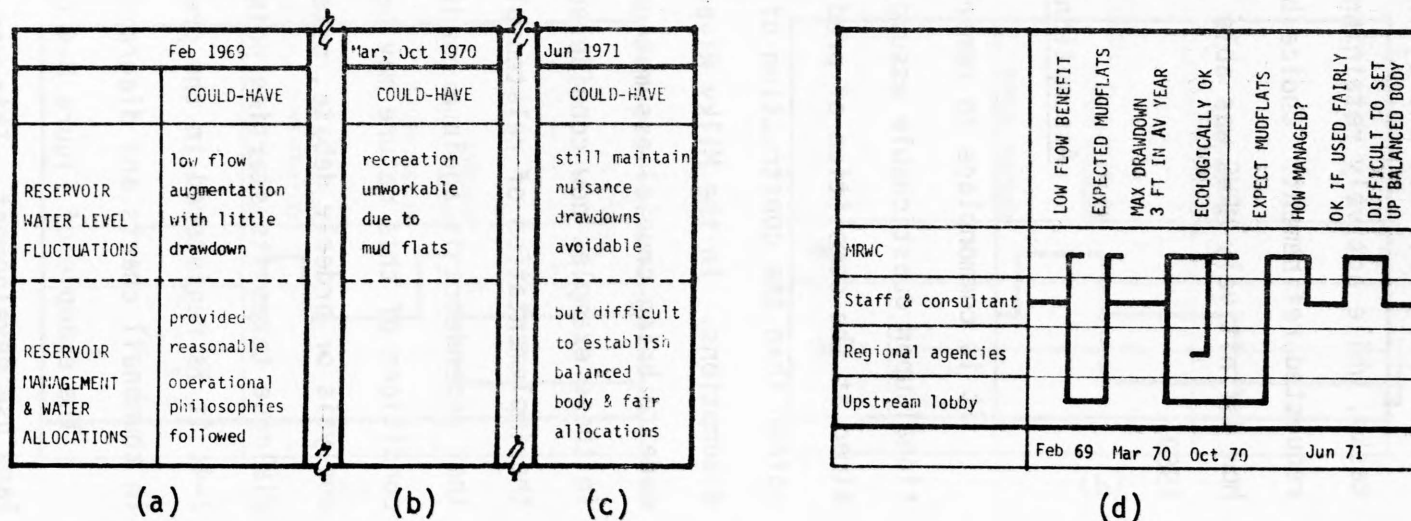 Feb 1969
COULD-HAVE
RESERVOIR
WATER LEVEL
FLUCTUATIONS
low flow
augmentation
with little
drawdown
RESERVOIR
MANAGEMENT
& WATER
ALLOCATIONS
provided
reasonable
operational
philosophies
followed
(a)
Mar, Oct 1970
COULD-HAVE
recreation
unworkable
due to
mud flats
(b)
Jun 1971
COULD-HAVE
still maintain
nuisance
drawdowns
avoidable
but difficult
to establish
balanced
body & fair
allocations
(c)
LOW FLOW BENEFIT
EXPECTED MUDFLATS
MAX DRAWDOWN
3 FT IN AV YEAR
ECOLOGICALLY OK
EXPECT MUDFLATS
HOW MANAGED?
OK IF USED FAIRLY
DIFFICULT TO SET
UP BALANCED BODY
MRWC
Staff & consultant
Regional agencies
Upstream lobby
Feb 69 Mar 70 Oct 70 Jun 71
(d)